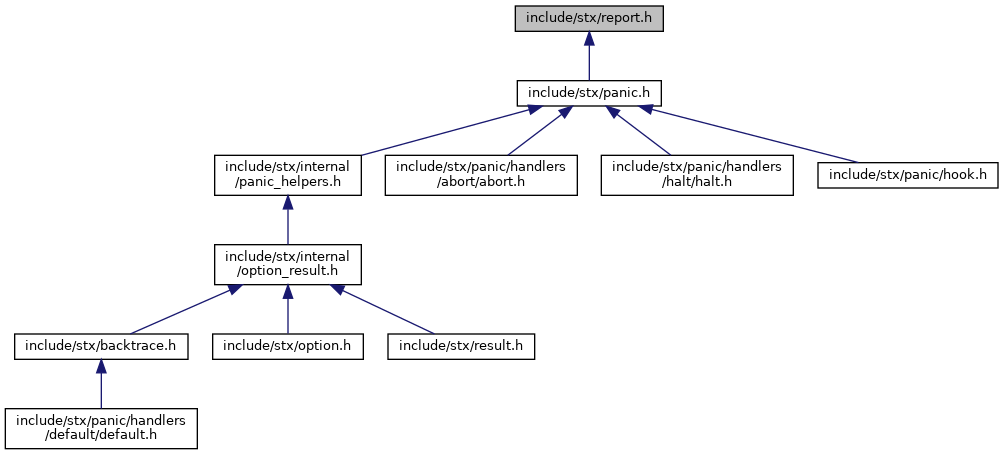 include/stx/report.h
include/stx/panic.h
include/stx/internal
/panic_helpers.h
include/stx/panic/handlers
/abort/abort.h
include/stx/panic/handlers
/halt/halt.h
include/stx/panic/hook.h
include/stx/internal
/option_result.h
include/stx/backtrace.h
include/stx/option.h
include/stx/result.h
include/stx/panic/handlers
/default/default.h